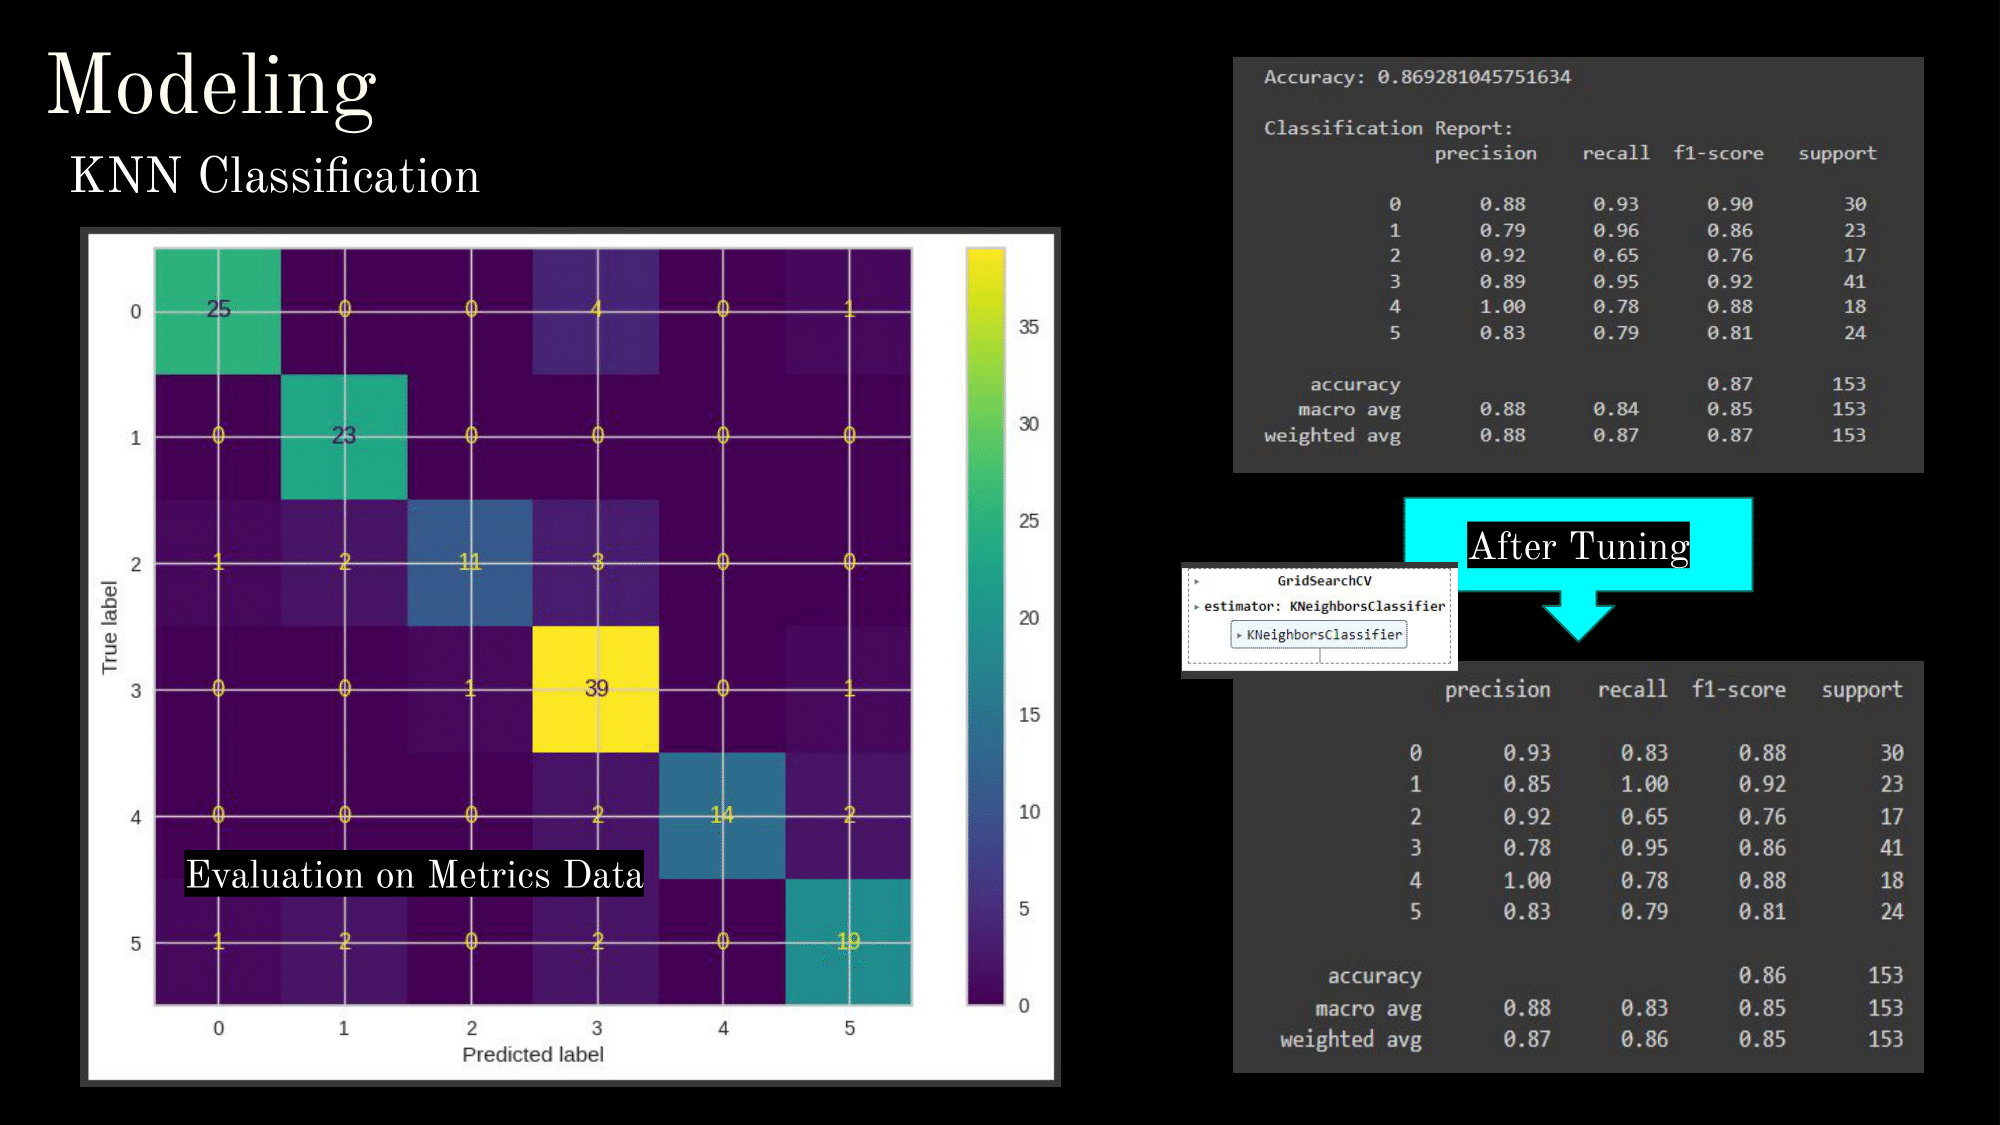 Modeling
KNN Classification
0 25 0 0 4 0 1
1 0 23 0 0 0 0
2 1 2 11 3 0 0
3 0 0 1 39 0 1
4 0 0 0 2 14 2
Evaluation on Metrics Data
5 1 2 0 2 0 19
0 1 2 3 4 5
Predicted label
True label
35
30
25
20
15
10
5
0
Accuracy: 0.869281045751634
Classification Report:
precision recall f1-score support
0 0.88 0.93 0.90 30
1 0.79 0.96 0.86 23
2 0.92 0.65 0.76 17
3 0.89 0.95 0.92 41
4 1.00 0.78 0.88 18
5 0.83 0.79 0.81 24
accuracy 0.87 153
macro avg 0.88 0.84 0.85 153
weighted avg 0.88 0.87 0.87 153
After Tuning
GridSearchCV
estimator: KNeighborsClassifier
KNeighborsClassifier
precision recall f1-score support
0 0.93 0.83 0.88 30
1 0.85 1.00 0.92 23
2 0.92 0.65 0.76 17
3 0.78 0.95 0.86 41
4 1.00 0.78 0.88 18
5 0.83 0.79 0.81 24
accuracy 0.86 153
macro avg 0.88 0.83 0.85 153
weighted avg 0.87 0.86 0.85 153